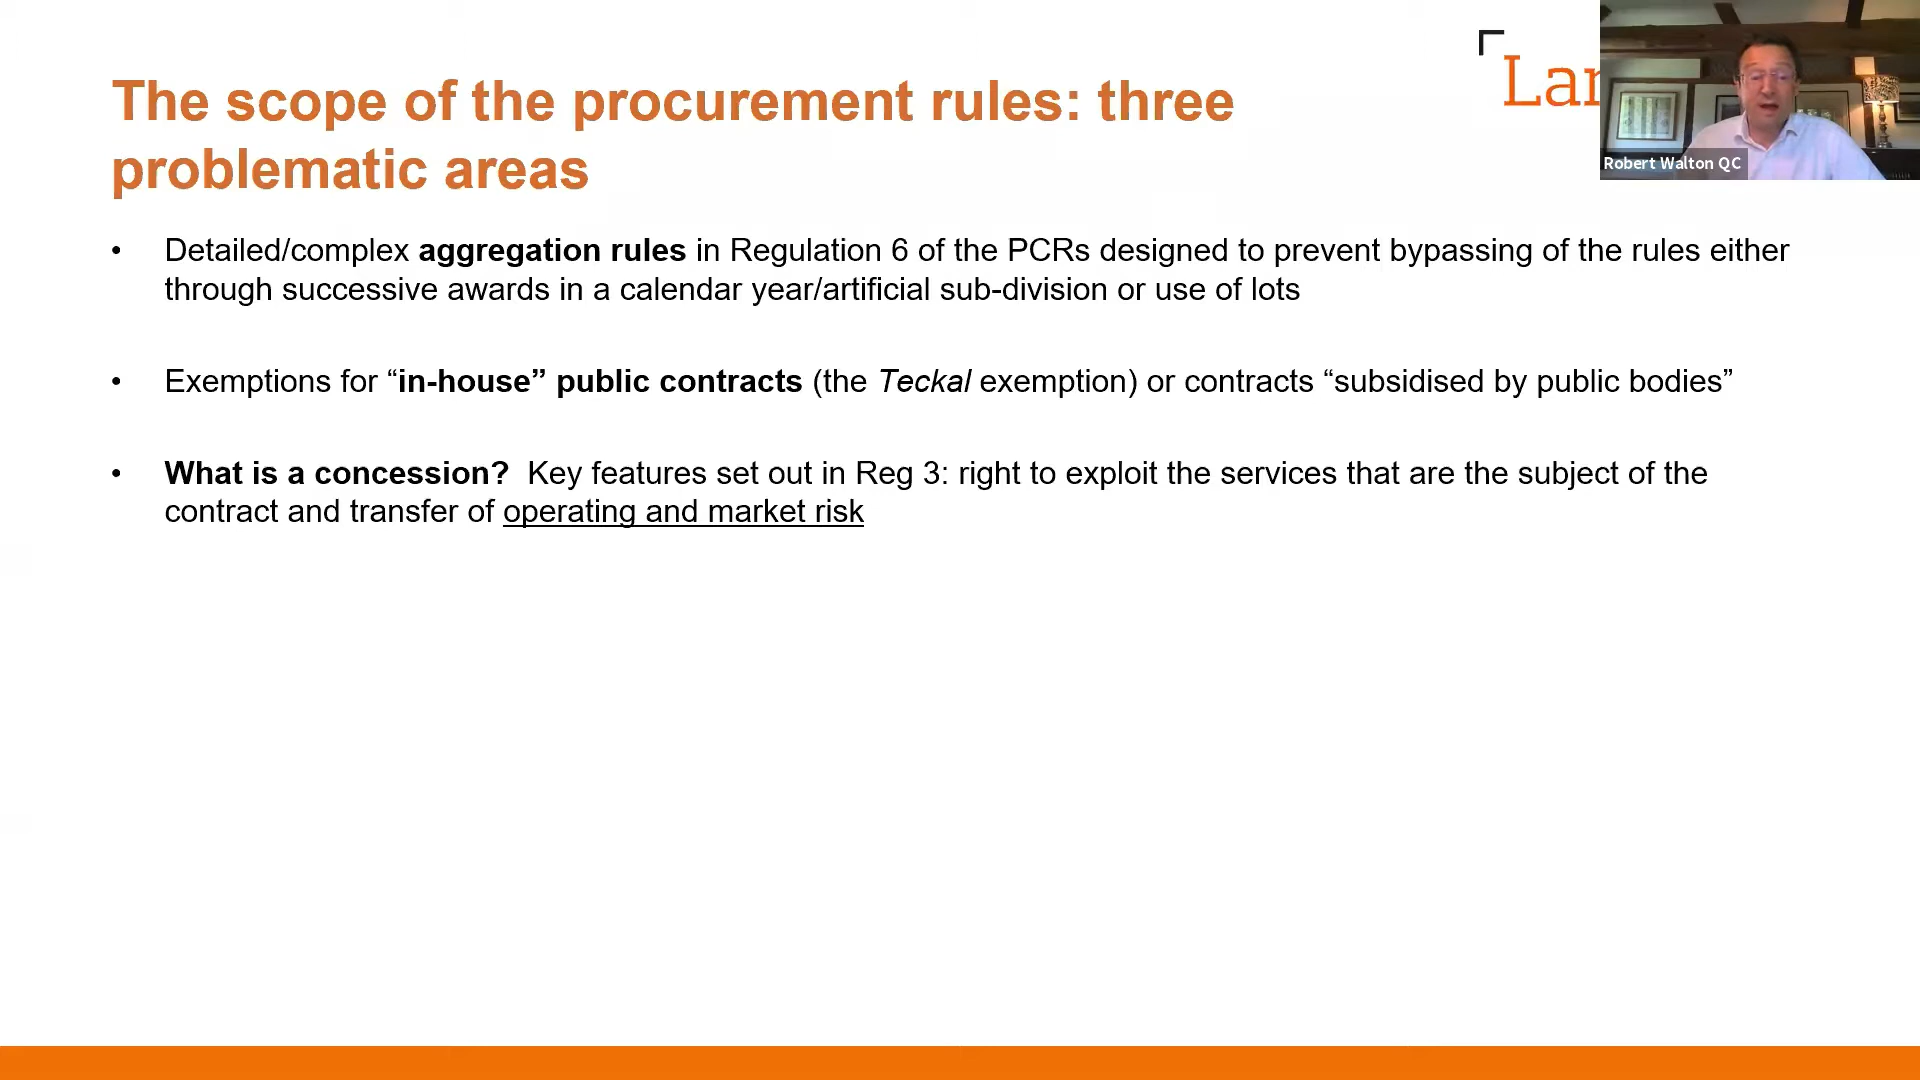 The scope of the procurement rules: three
problematic areas
Lan
Robert Walton QC
• Detailed/complex aggregation rules in Regulation 6 of the PCRs designed to prevent bypassing of the rules either
through successive awards in a calendar year/artificial sub-division or use of lots
• Exemptions for “in-house” public contracts (the Teckal exemption) or contracts “subsidised by public bodies”
• What is a concession? Key features set out in Reg 3: right to exploit the services that are the subject of the
contract and transfer of operating and market risk